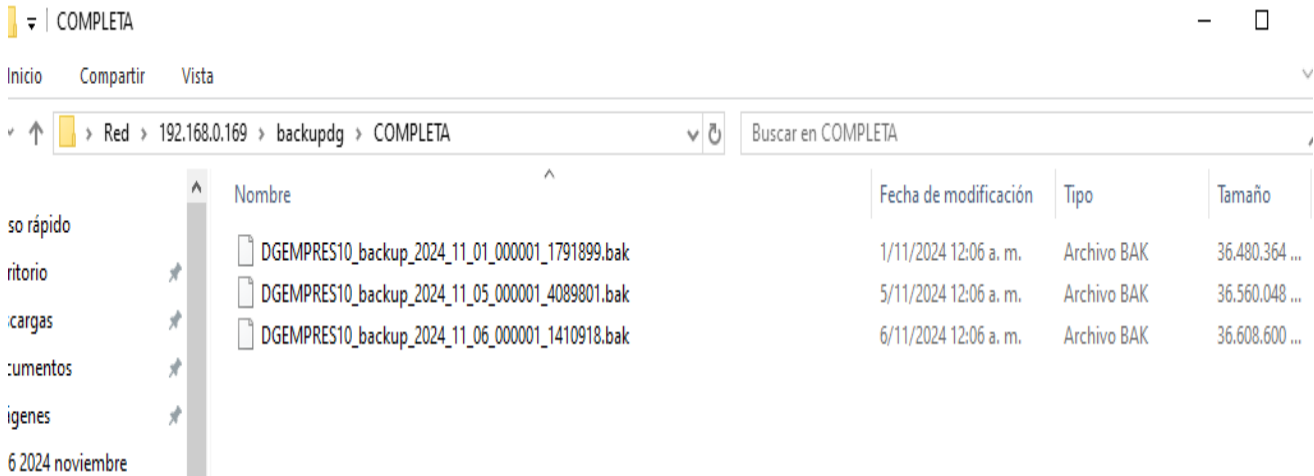 COMPLETA
Inicio Compartir Vista
Red > 192.168.0.169 > backupdg > COMPLETA Buscar en COMPLETA
Nombre Fecha de modificación Tipo Tamaño
so rápido
ritorio
cargas
cumentos
ágenes
6 2024 noviembre
DGEMPRES10_backup_2024_11_01_000001_1791899.bak 1/11/2024 12:06 a. m. Archivo BAK 36.480.364 ...
DGEMPRES10_backup_2024_11_05_000001_4089801.bak 5/11/2024 12:06 a. m. Archivo BAK 36.560.048 ...
DGEMPRES10_backup_2024_11_06_000001_1410918.bak 6/11/2024 12:06 a. m. Archivo BAK 36.608.600 ...